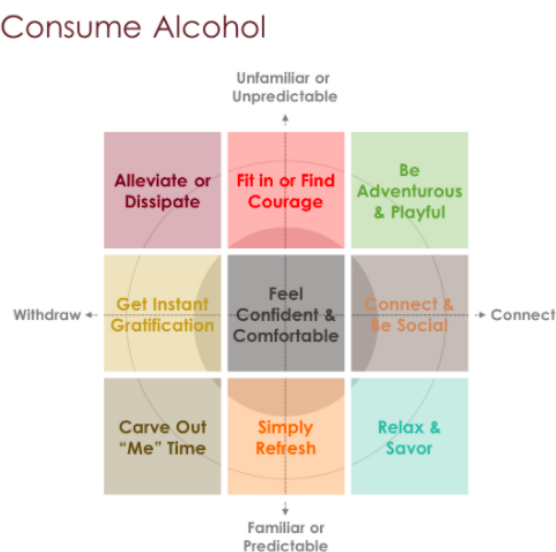 Consume Alcohol
Unfamiliar or
Unpredictable
Alleviate or
Dissipate
Fit in or Find
Courage
Be
Adventurous
& Playful
Withdraw
Get Instant
Gratification
Feel
Confident &
Comfortable
Connect &
Be Social
Connect
Carve Out
“Me” Time
Simply
Refresh
Relax &
Savor
Familiar or
Predictable